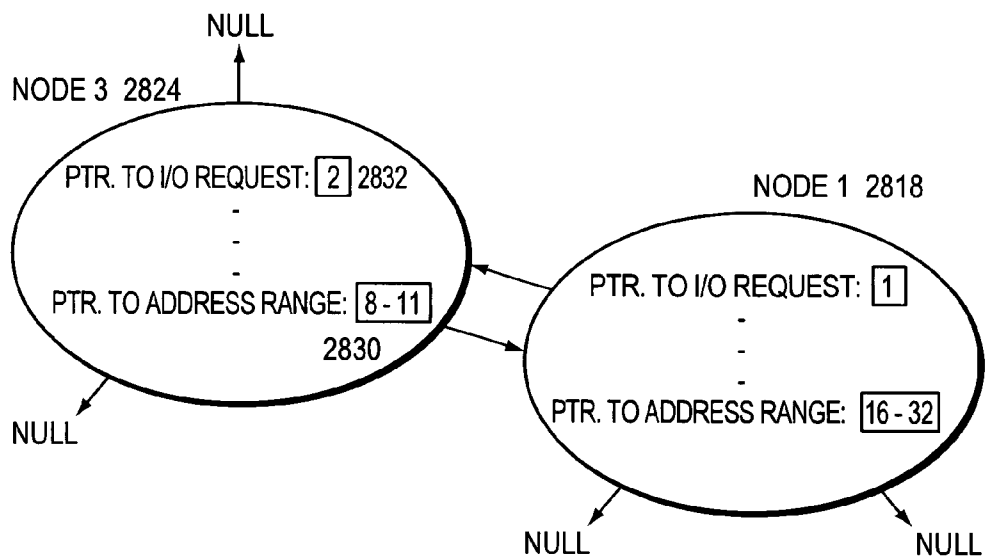 NULL
NODE 3 2824
PTR. TO I/O REQUEST: 2 2832
-
-
-
PTR. TO ADDRESS RANGE: 8 - 11
2830
NULL
NODE 1 2818
PTR. TO I/O REQUEST: 1
-
-
-
PTR. TO ADDRESS RANGE: 16 - 32
NULL
NULL